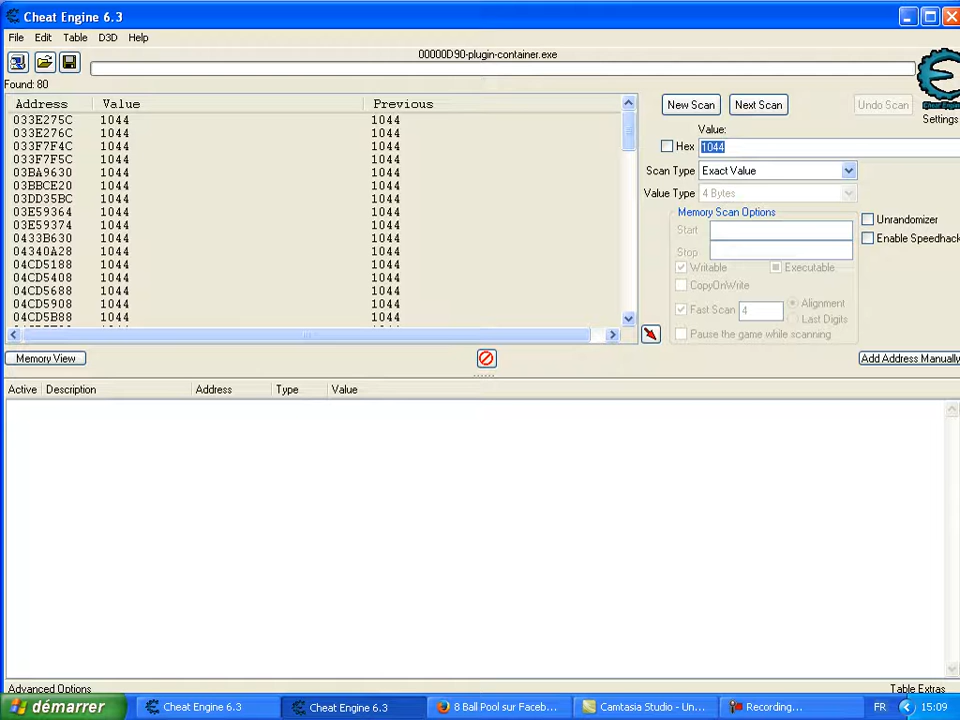 Cheat Engine 6.3
File Edit Table D3D Help
00000D90-plugin-container.exe
Found: 80
Address Value Previous
033E275C 1044 1044
033E276C 1044 1044
033F7F4C 1044 1044
033F7F5C 1044 1044
03BA9630 1044 1044
03BBCE20 1044 1044
03DD35BC 1044 1044
03E59364 1044 1044
03E59374 1044 1044
0433B630 1044 1044
04340A28 1044 1044
04CD5188 1044 1044
04CD5408 1044 1044
04CD5688 1044 1044
04CD5908 1044 1044
04CD5B88 1044 1044
New Scan Next Scan Undo Scan
Cheat Engine
Settings
Value:
Hex 1044
Scan Type Exact Value
Value Type 4 Bytes
Memory Scan Options
Start
Stop
Writable Executable
CopyOnWrite
Fast Scan 4 Alignment
Last Digits
Pause the game while scanning
Unrandomizer
Enable Speedhack
Memory View Add Address Manually
Active Description Address Type Value
Advanced Options Table Extras
démarrer Cheat Engine 6.3 Cheat Engine 6.3 8 Ball Pool sur Faceb... Camtasia Studio - Un... Recording... FR 15:09